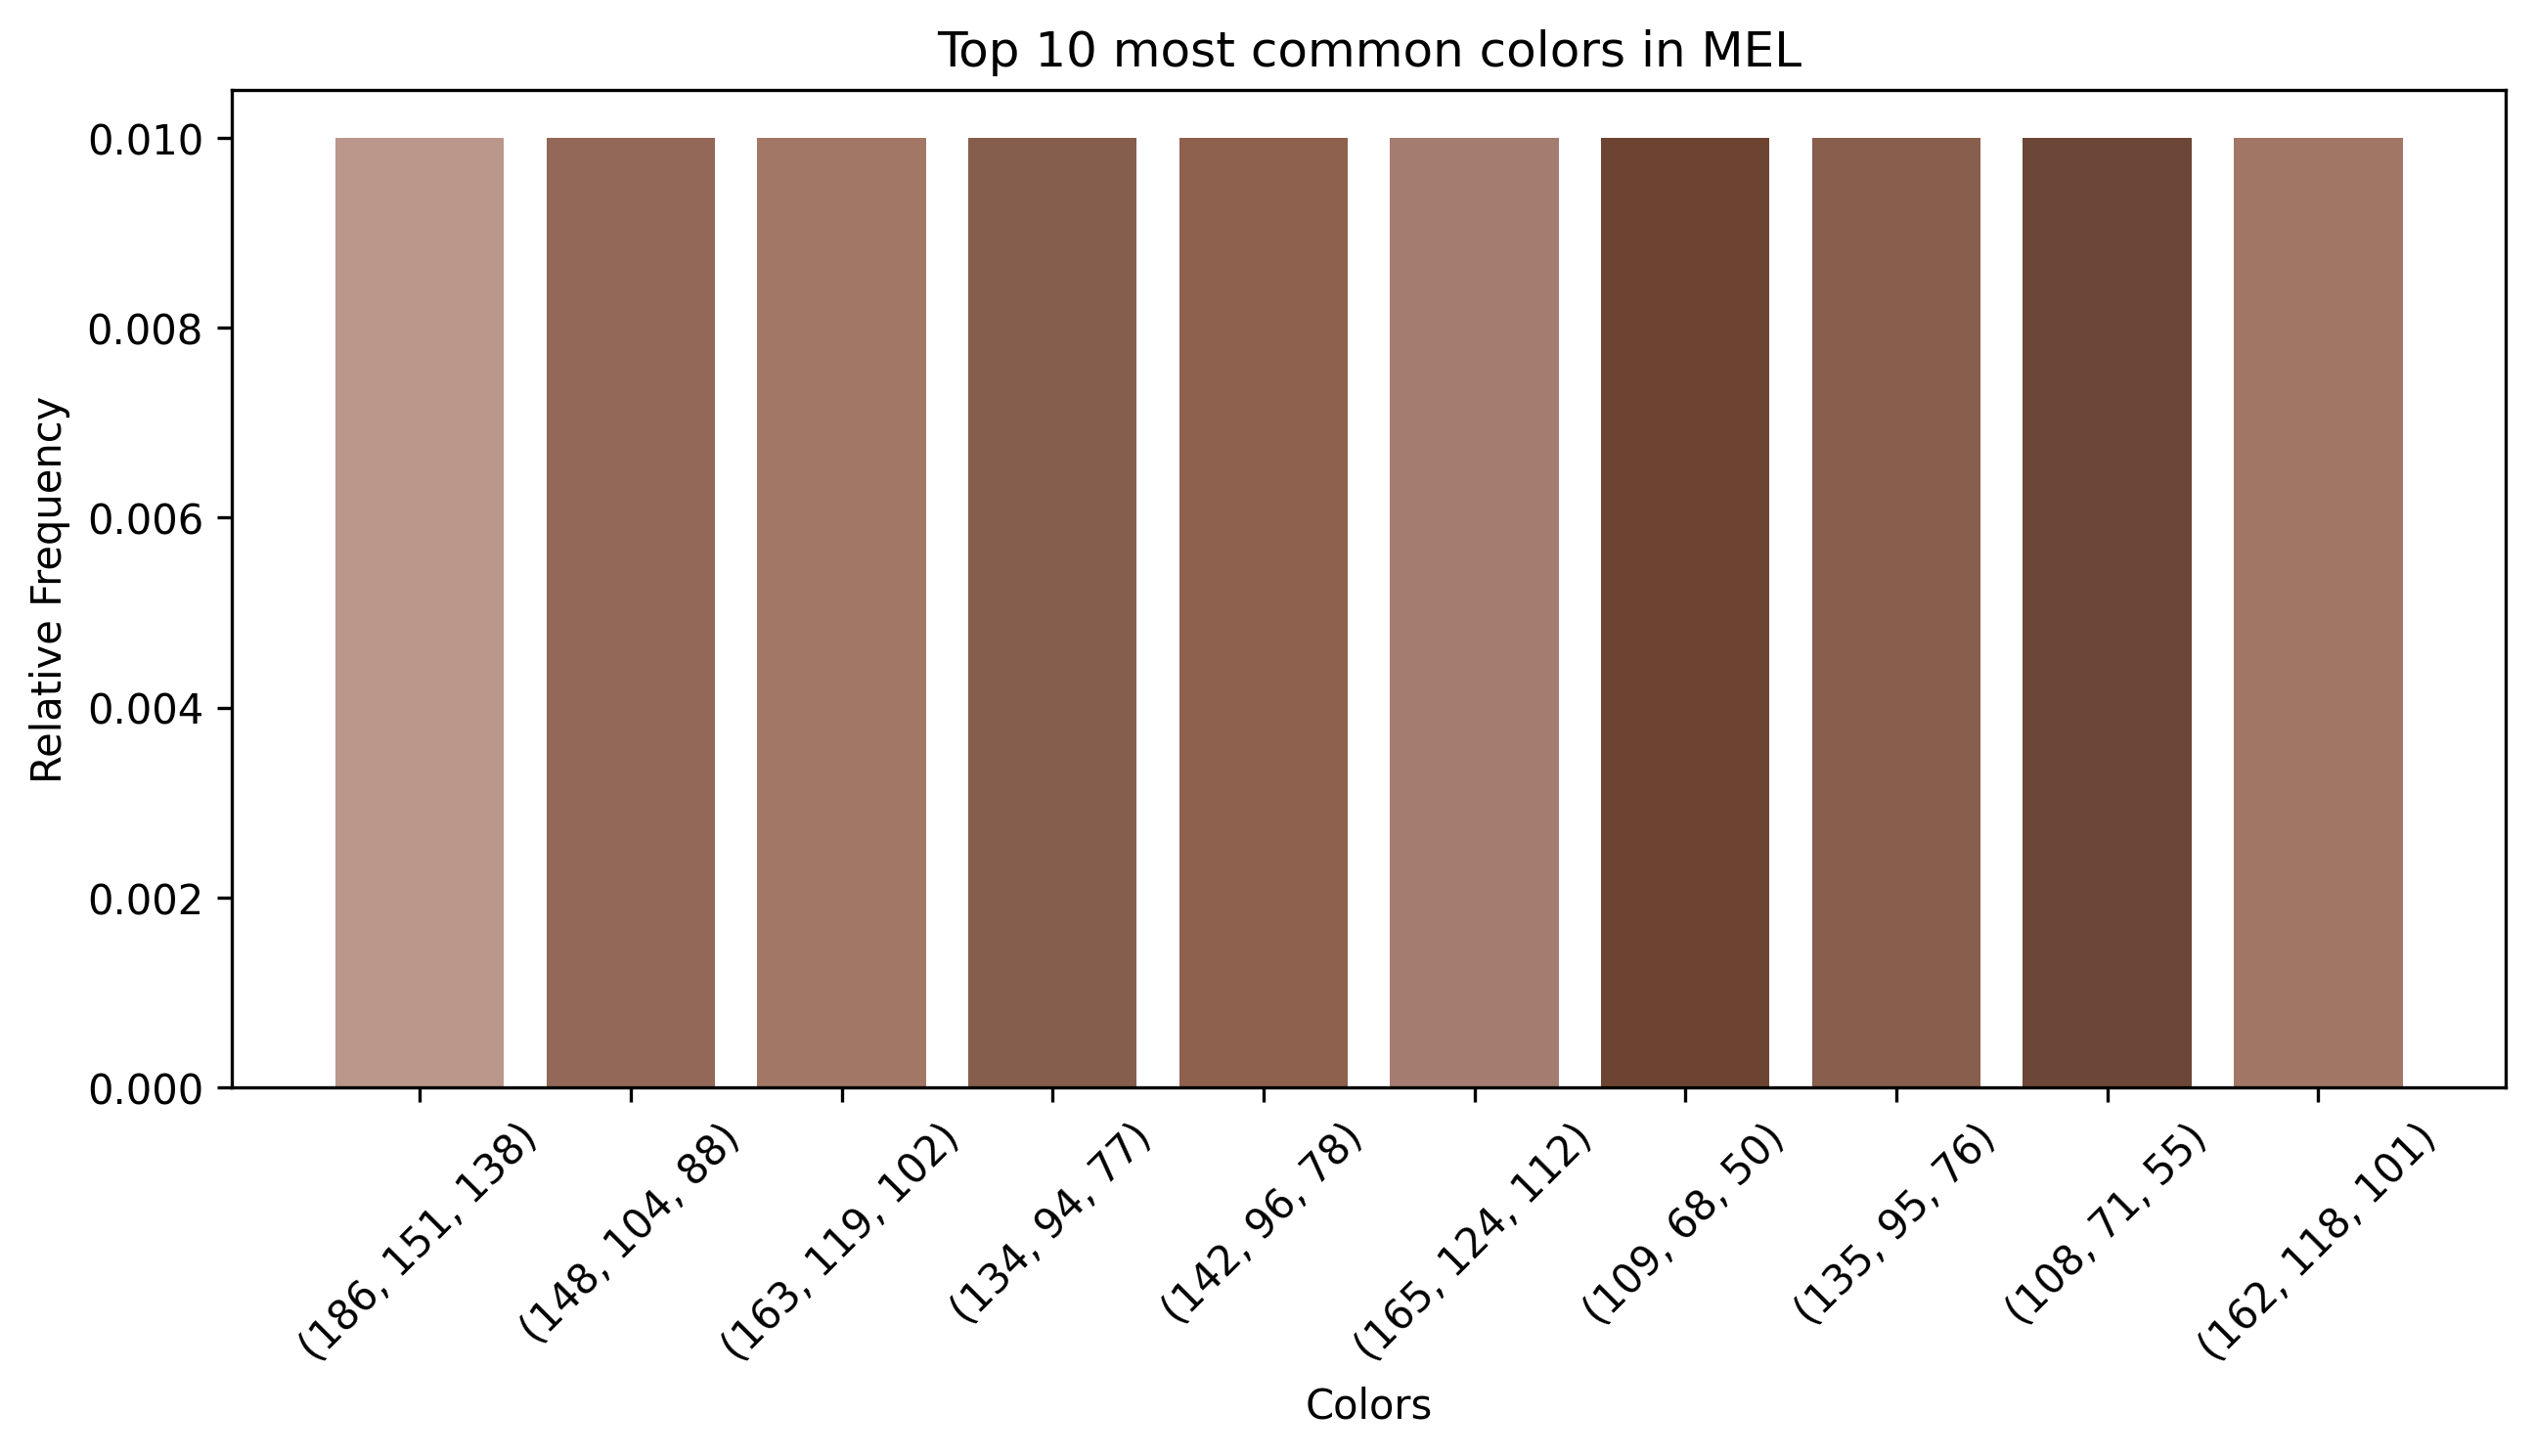 Top 10 most common colors in MEL
Relative Frequency
0.010
0.008
0.006
0.004
0.002
0.000
(186, 151, 138)
(148, 104, 88)
(163, 119, 102)
(134, 94, 77)
(142, 96, 78)
(165, 124, 112)
(109, 68, 50)
(135, 95, 76)
(108, 71, 55)
(162, 118, 101)
Colors